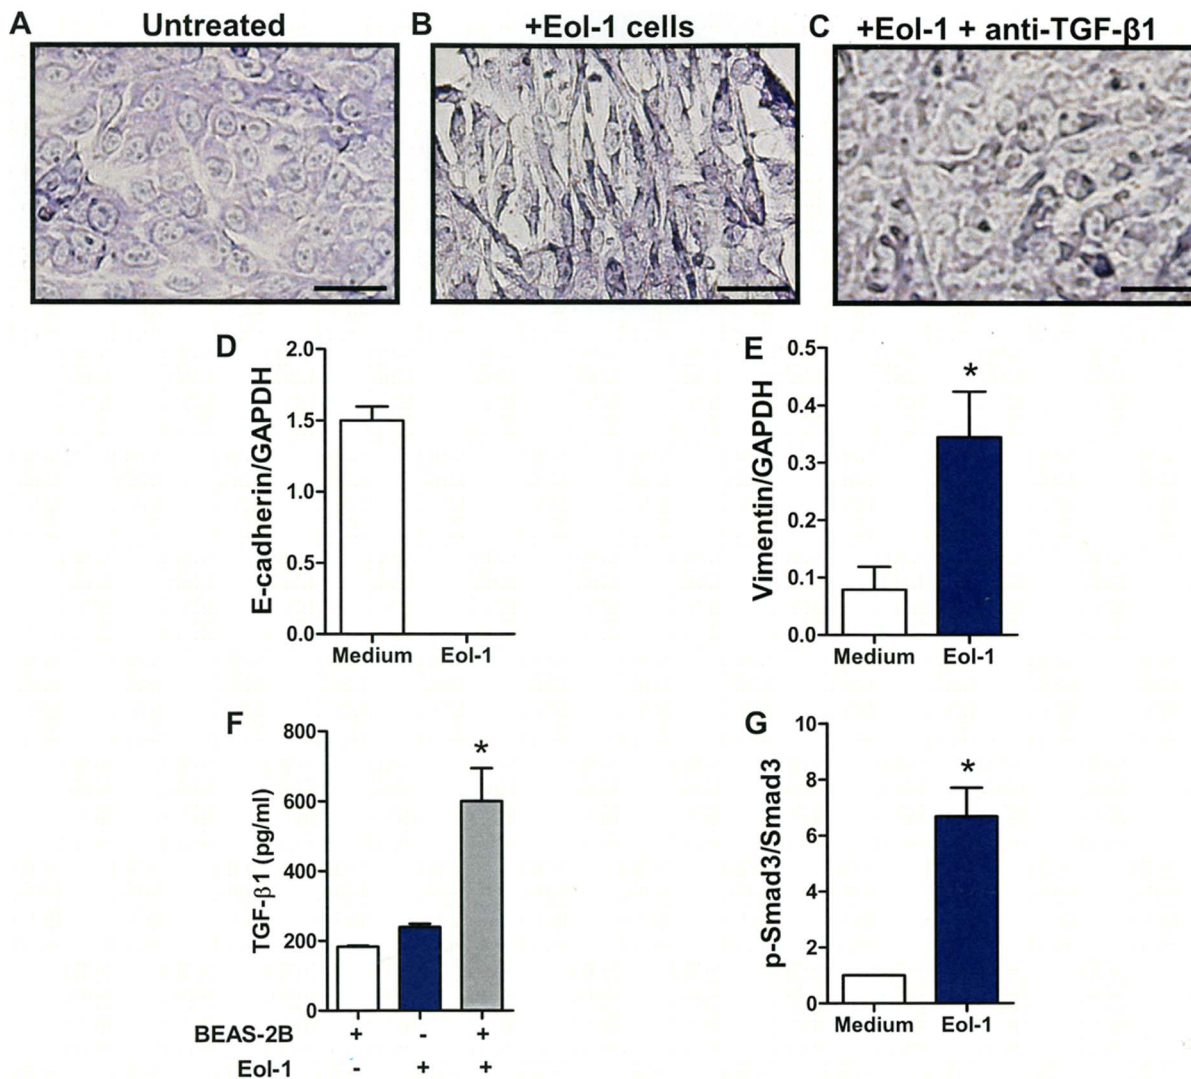 A Untreated B +Eol-1 cells C +Eol-1 + anti-TGF-β1
D E-cadherin/GAPDH
2.0
1.5
1.0
0.5
0.0
Medium Eol-1
E Vimentin/GAPDH
0.5
*
0.4
0.3
0.2
0.1
0.0
Medium Eol-1
F TGF-β1 (pg/ml)
800
*
600
400
200
0
BEAS-2B + - +
Eol-1 - + +
G p-Smad3/Smad3
10
*
8
6
4
2
0
Medium Eol-1